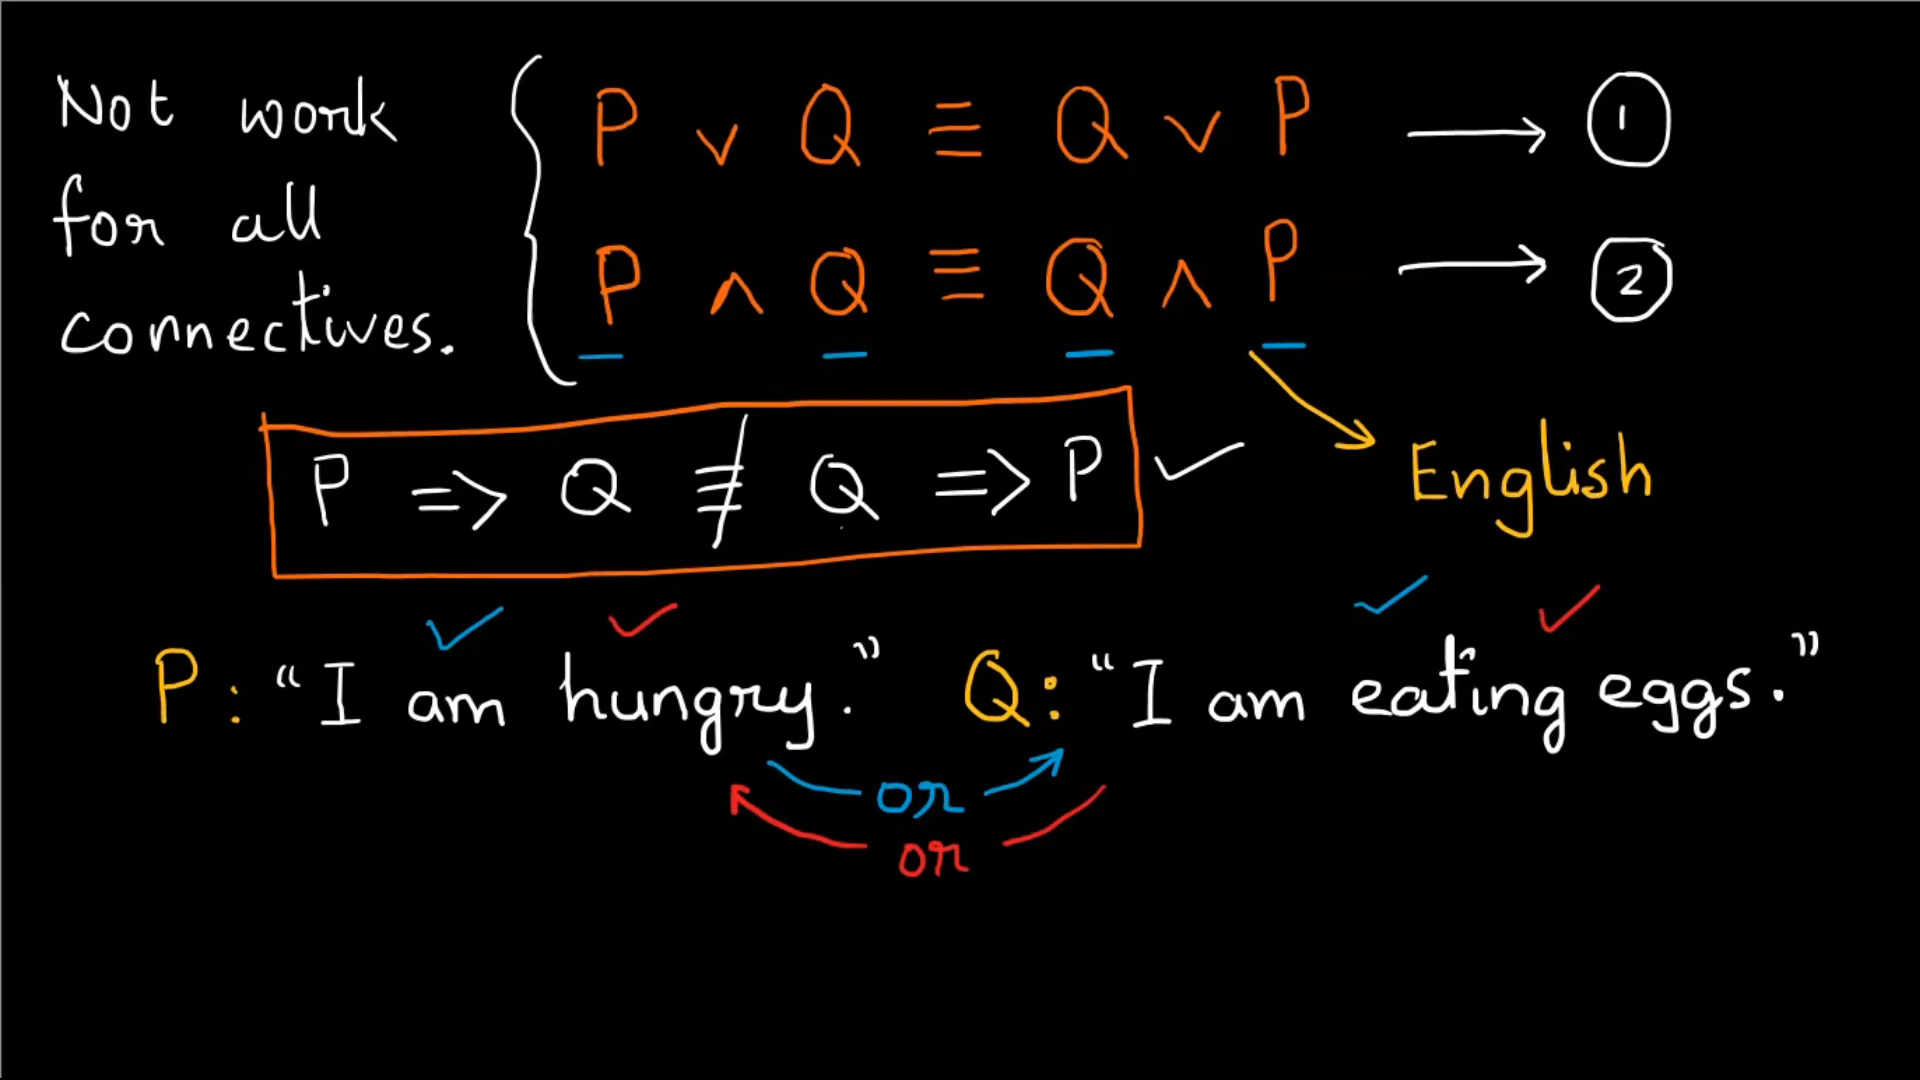 Not work
for all
connectives.
P ∨ Q ≡ Q ∨ P → 1
P ∧ Q ≡ Q ∧ P → 2
P => Q ≢ Q => P ✓
English
P: “I am hungry.” Q: “I am eating eggs.”
or
or